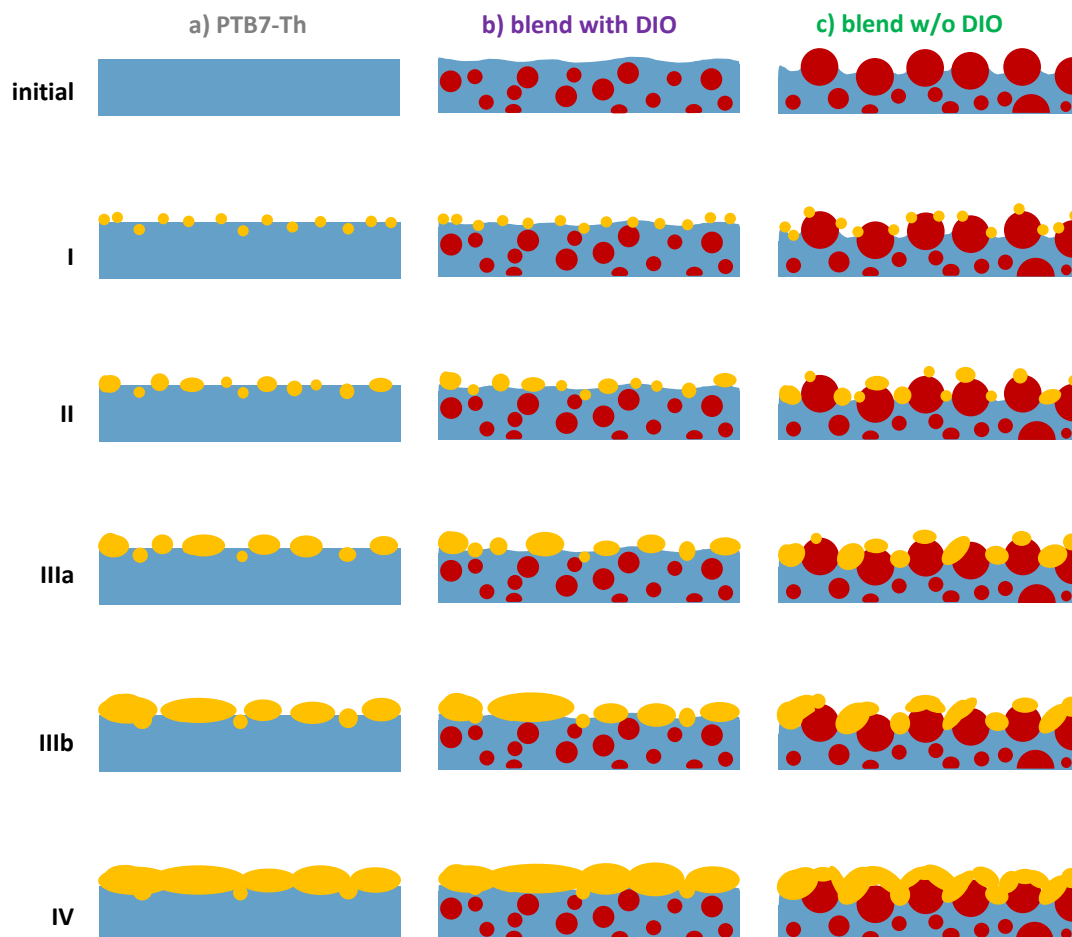 a) PTB7-Th
b) blend with DIO
c) blend w/o DIO
initial
I
II
IIIa
IIIb
IV